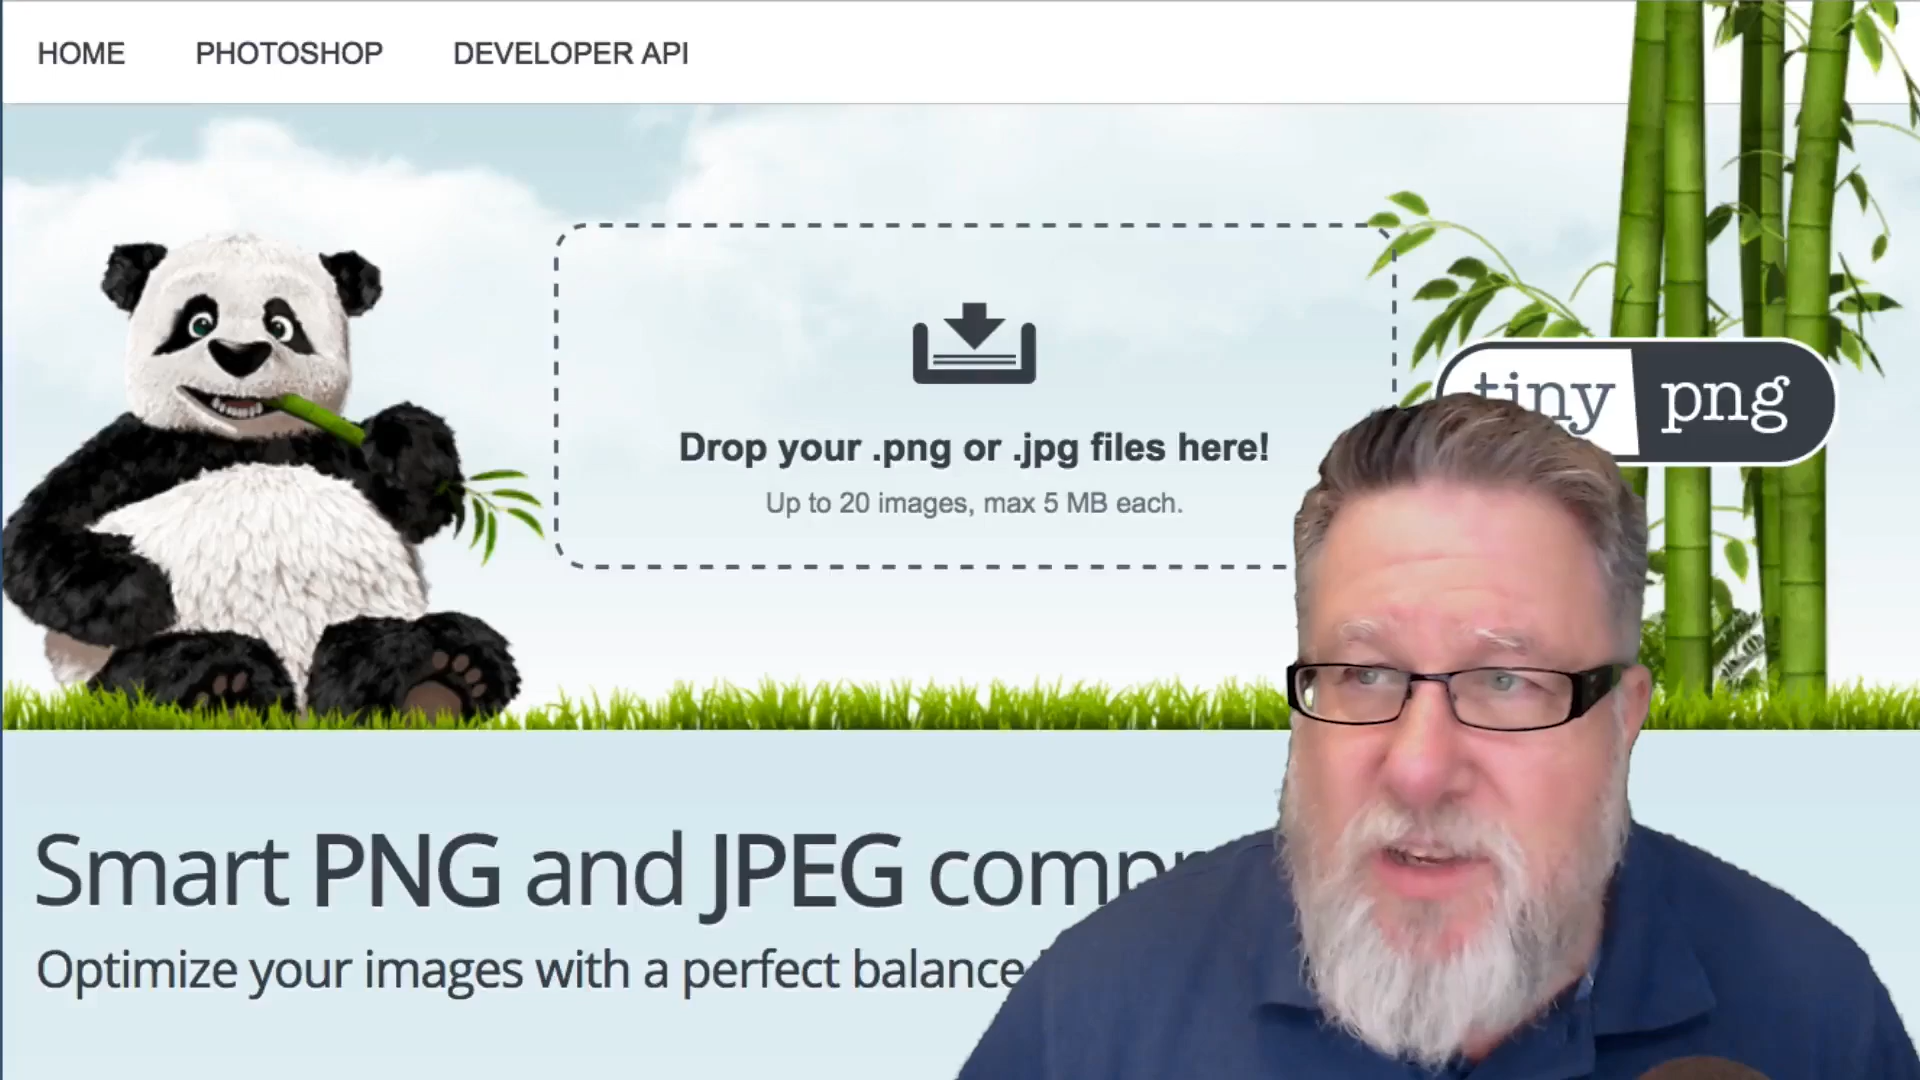 HOME PHOTOSHOP DEVELOPER API
Drop your .png or .jpg files here!
Up to 20 images, max 5 MB each.
tiny png
Smart PNG and JPEG comp
Optimize your images with a perfect balance